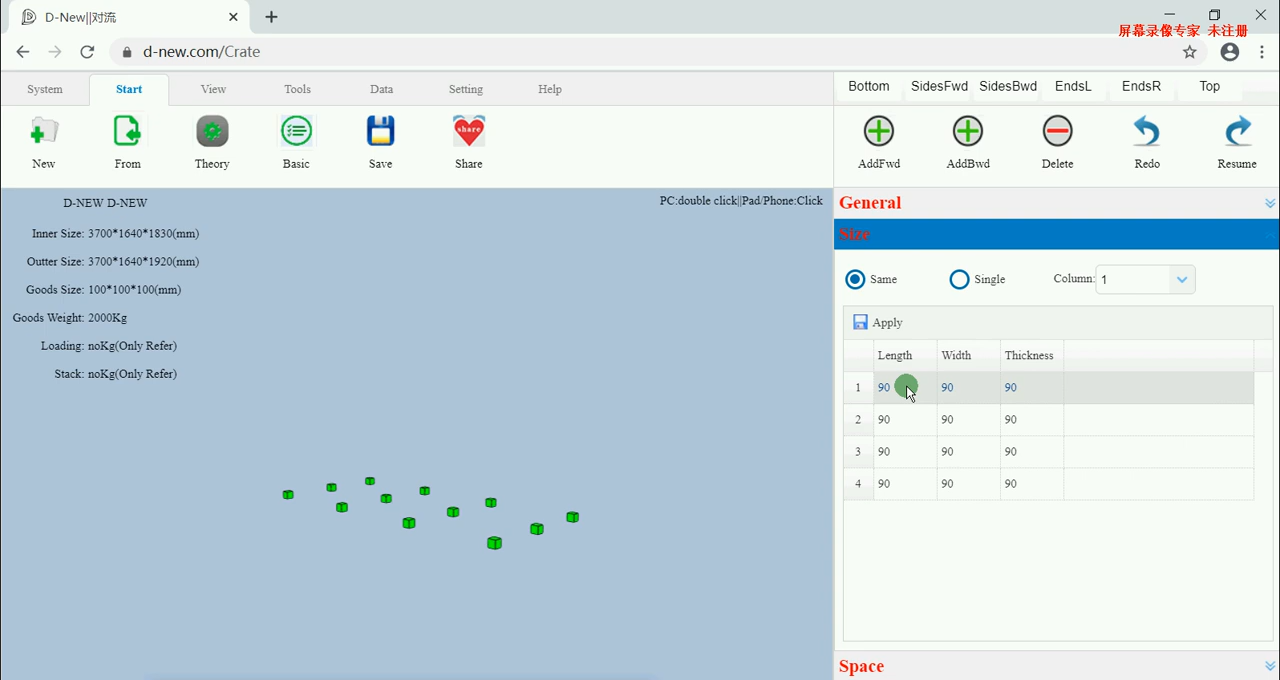 D-New||对流
屏幕录像专家 未注册
d-new.com/Crate
System Start View Tools Data Setting Help
Bottom SidesFwd SidesBwd EndsL EndsR Top
New From Theory Basic Save Share
share
AddFwd AddBwd Delete Redo Resume
D-NEW D-NEW
PC:double click||Pad/Phone:Click
Inner Size: 3700*1640*1830(mm)
Outter Size: 3700*1640*1920(mm)
Goods Size: 100*100*100(mm)
Goods Weight: 2000Kg
Loading: noKg(Only Refer)
Stack: noKg(Only Refer)
General
Size
Same Single Column: 1
Apply
Length Width Thickness
1 90 90 90
2 90 90 90
3 90 90 90
4 90 90 90
Space